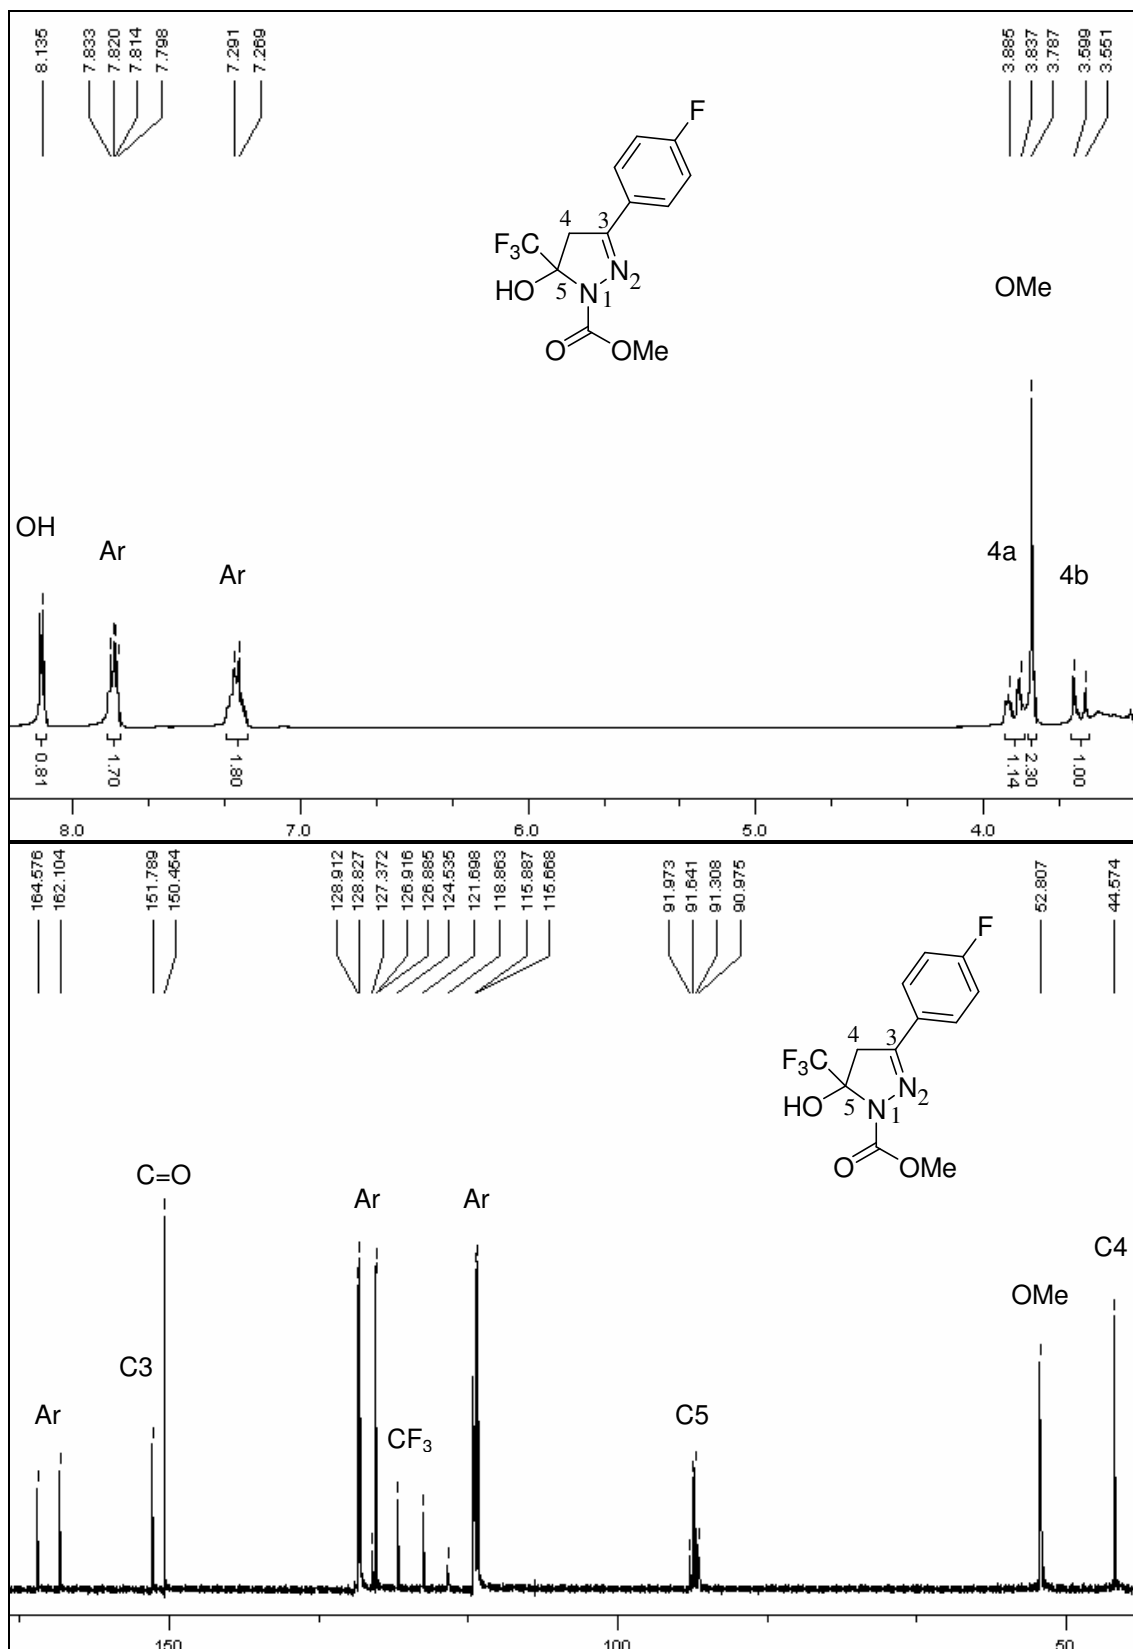 8.135
7.833
7.820
7.814
7.798
7.291
7.269
3.885
3.837
3.787
3.599
3.551
F
4
3
F3C
N2
HO
5
N 1
O
OMe
OMe
OH
Ar
Ar
4a
4b
0.81
1.70
1.80
1.14
2.30
1.00
8.0
7.0
6.0
5.0
4.0
164.576
162.104
151.789
150.454
128.912
128.827
127.372
126.916
126.885
124.535
121.698
118.863
115.887
115.668
91.973
91.641
91.308
90.975
52.807
44.574
F
4
3
F3C
N2
HO
5
N 1
O
OMe
C=O
Ar
Ar
C4
OMe
C3
Ar
CF3
C5
150
100
50